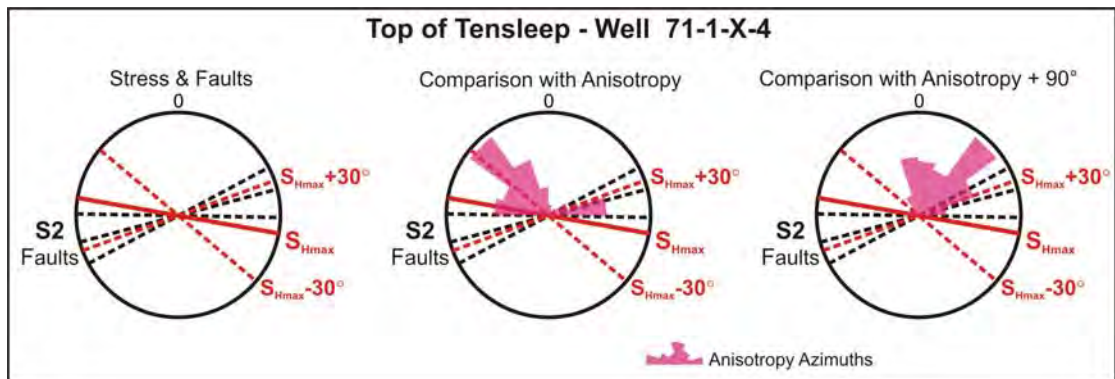 Top of Tensleep - Well 71-1-X-4
Stress & Faults
0
S2
Faults
SHmax+30°
SHmax
SHmax-30°
Comparison with Anisotropy
0
S2
Faults
SHmax+30°
SHmax
SHmax-30°
Comparison with Anisotropy + 90°
0
S2
Faults
SHmax+30°
SHmax
SHmax-30°
Anisotropy Azimuths